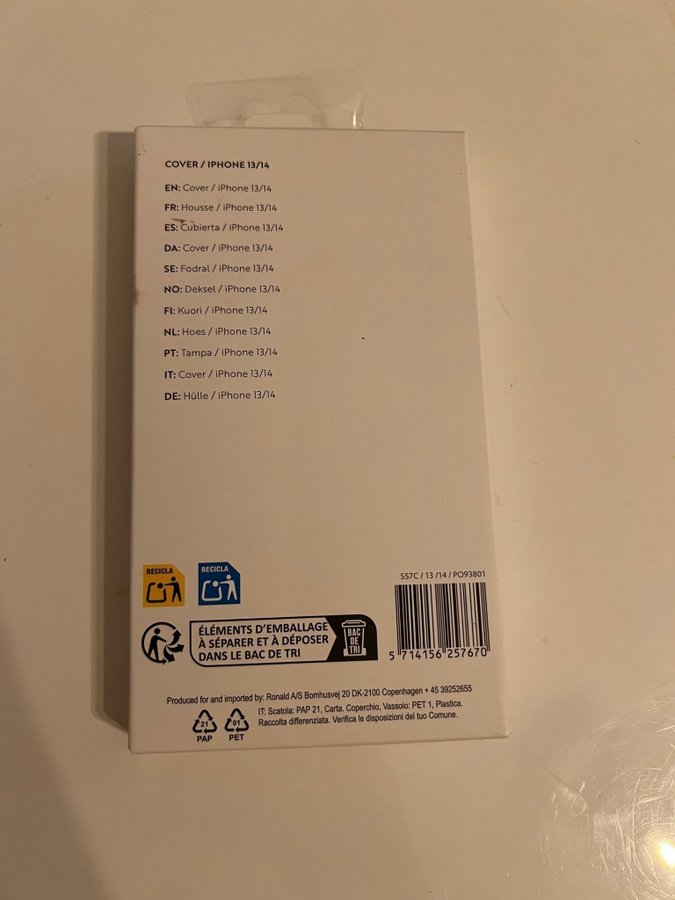 COVER / IPHONE 13/14
EN: Cover / iPhone 13/14
FR: Housse / iPhone 13/14
ES: Cubierta / iPhone 13/14
DA: Cover / iPhone 13/14
SE: Fodral / iPhone 13/14
NO: Deksel / iPhone 13/14
FI: Kuori / iPhone 13/14
NL: Hoes / iPhone 13/14
PT: Tampa / iPhone 13/14
IT: Cover / iPhone 13/14
DE: Hülle / iPhone 13/14
RECICLA
RECICLA
557C / 13 /14 / PO93801
5 714156 257670
ÉLÉMENTS D'EMBALLAGE
À SÉPARER ET À DÉPOSER
DANS LE BAC DE TRI
BAC
DE
TRI
Produced for and imported by: Ronald A/S Bomhusvej 20 DK-2100 Copenhagen + 45 39252655
21
PAP
01
PET
IT: Scatola: PAP 21, Carta. Coperchio, Vassoio: PET 1, Plastica.
Raccolta differenziata. Verifica le disposizioni del tuo Comune.